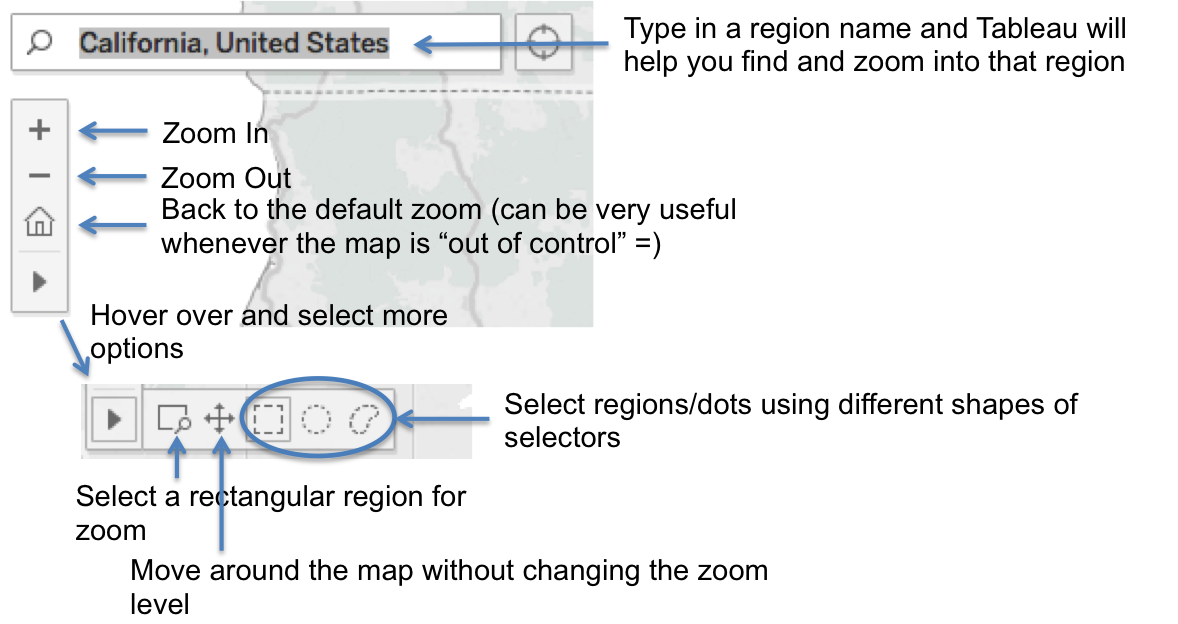 California, United States
Type in a region name and Tableau will
help you find and zoom into that region
Zoom In
Zoom Out
Back to the default zoom (can be very useful
whenever the map is “out of control” =)
Hover over and select more
options
Select regions/dots using different shapes of
selectors
Select a rectangular region for
zoom
Move around the map without changing the zoom
level